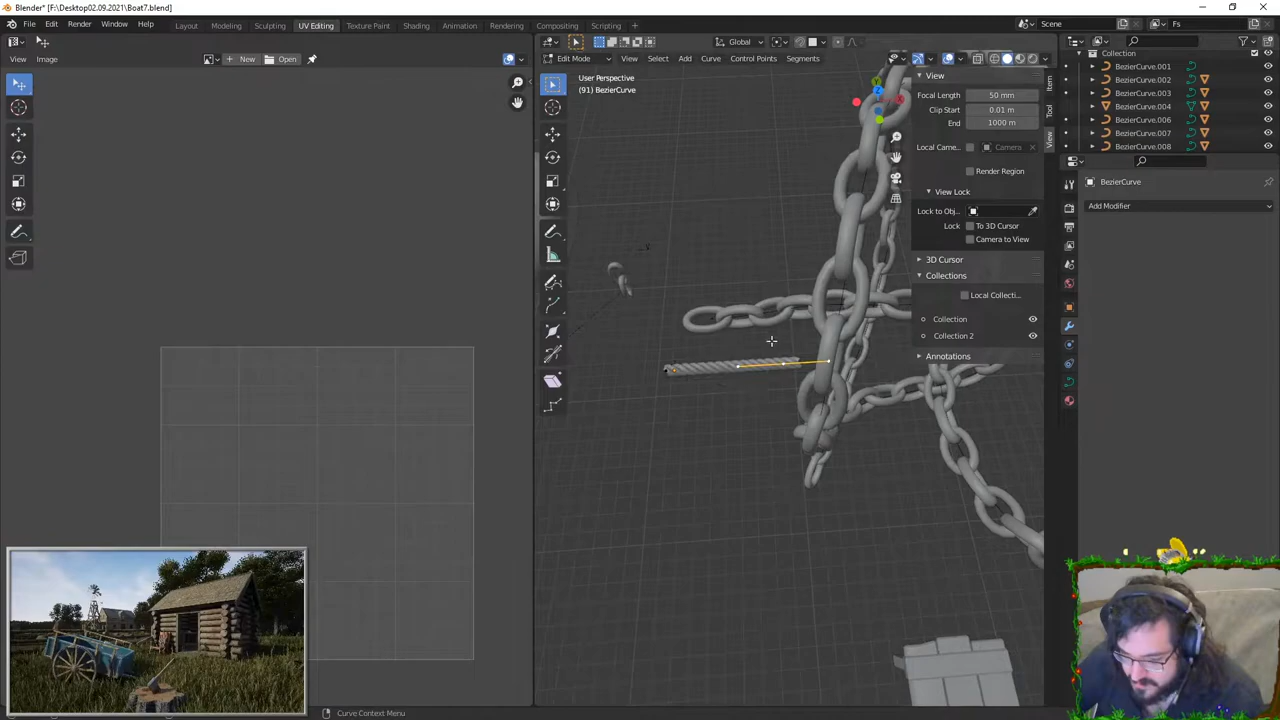 Blender* [F:\Desktop02.09.2021\Boat7.blend]
File Edit Render Window Help Layout Modeling Sculpting UV Editing Texture Paint Shading Animation Rendering Compositing Scripting Scene Fs
Global
View Image New Open Edit Mode View Select Add Curve Control Points Segments
User Perspective
(91) BezierCurve
View
Focal Length 50 mm
Clip Start 0.01 m
End 1000 m
Local Came... Camera
Render Region
View Lock
Lock to Obj...
Lock To 3D Cursor
Camera to View
3D Cursor
Collections
Local Collecti...
Collection
Collection 2
Annotations
Item
Tool
View
Collection
BezierCurve.001
BezierCurve.002
BezierCurve.003
BezierCurve.004
BezierCurve.006
BezierCurve.007
BezierCurve.008
BezierCurve
Add Modifier
Curve Context Menu